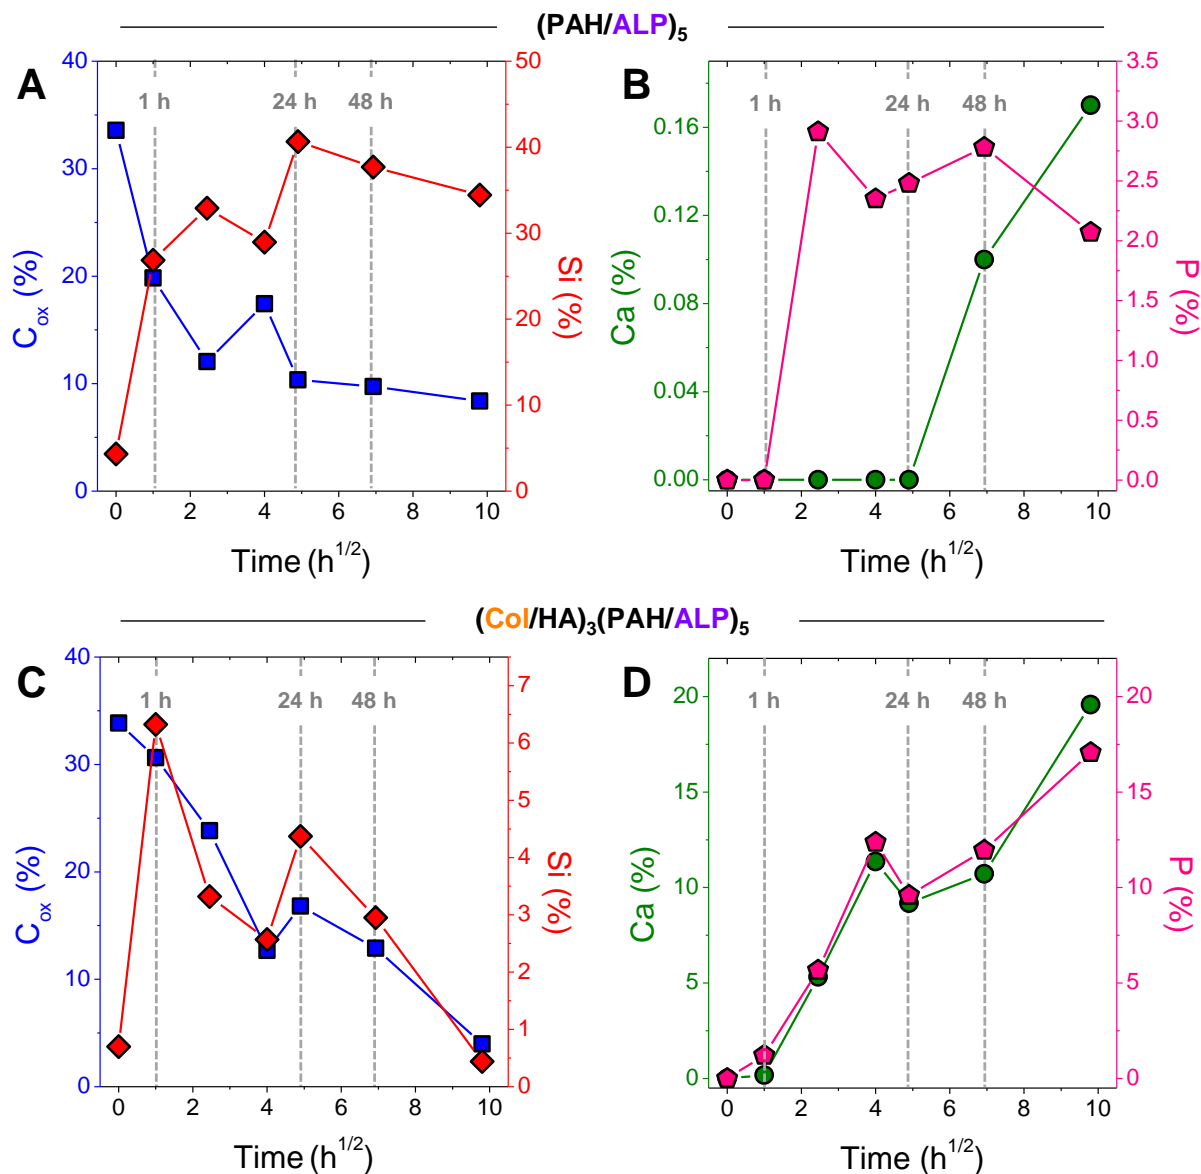 (PAH/ALP)5
A
B
40
30
20
10
0
C_ox (%)
50
40
30
20
10
0
Si (%)
1 h
24 h
48 h
0 2 4 6 8 10
Time (h^1/2)
0.16
0.12
0.08
0.04
0.00
Ca (%)
3.5
3.0
2.5
2.0
1.5
1.0
0.5
0.0
P (%)
1 h
24 h
48 h
0 2 4 6 8 10
Time (h^1/2)
(Col/HA)3(PAH/ALP)5
C
D
40
30
20
10
0
C_ox (%)
7
6
5
4
3
2
1
0
Si (%)
1 h
24 h
48 h
0 2 4 6 8 10
Time (h^1/2)
20
15
10
5
0
Ca (%)
20
15
10
5
0
P (%)
1 h
24 h
48 h
0 2 4 6 8 10
Time (h^1/2)